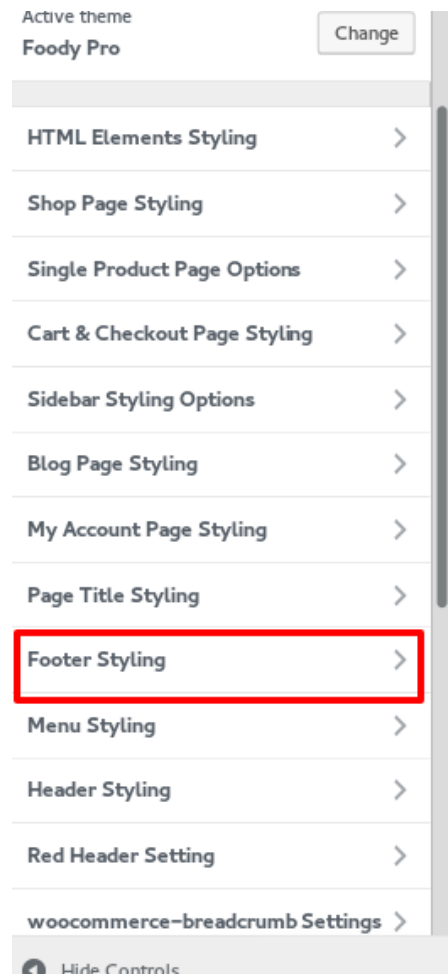 Active theme
Foody Pro
Change
HTML Elements Styling
Shop Page Styling
Single Product Page Options
Cart & Checkout Page Styling
Sidebar Styling Options
Blog Page Styling
My Account Page Styling
Page Title Styling
Footer Styling
Menu Styling
Header Styling
Red Header Setting
woocommerce-breadcrumb Settings
Hide Controls